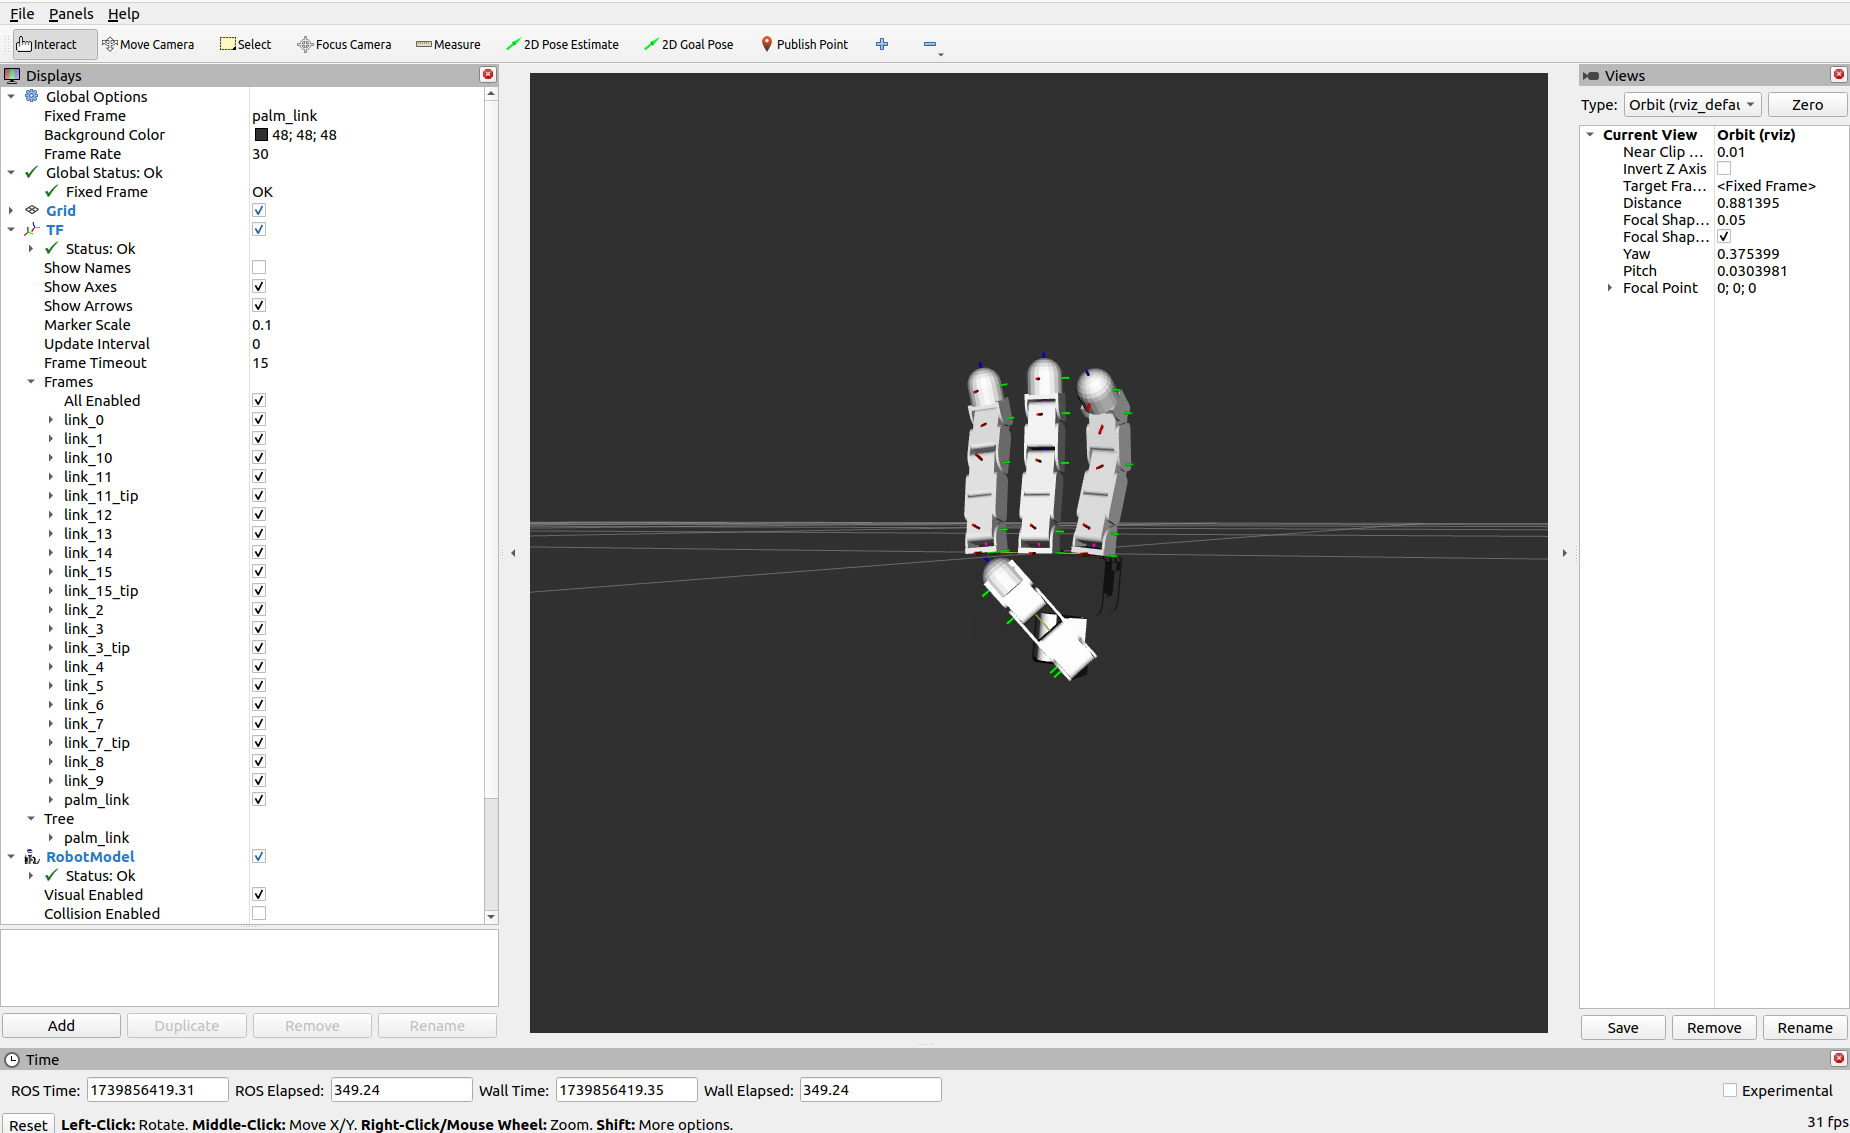 File Panels Help
Interact Move Camera Select Focus Camera Measure 2D Pose Estimate 2D Goal Pose Publish Point
Displays
Global Options
Fixed Frame palm_link
Background Color 48; 48; 48
Frame Rate 30
Global Status: Ok
Fixed Frame OK
Grid
TF
Status: Ok
Show Names
Show Axes
Show Arrows
Marker Scale 0.1
Update Interval 0
Frame Timeout 15
Frames
All Enabled
link_0
link_1
link_10
link_11
link_11_tip
link_12
link_13
link_14
link_15
link_15_tip
link_2
link_3
link_3_tip
link_4
link_5
link_6
link_7
link_7_tip
link_8
link_9
palm_link
Tree
palm_link
RobotModel
Status: Ok
Visual Enabled
Collision Enabled
Add Duplicate Remove Rename
Views
Type: Orbit (rviz_defau Zero
Current View Orbit (rviz)
Near Clip ... 0.01
Invert Z Axis
Target Fra... <Fixed Frame>
Distance 0.881395
Focal Shap... 0.05
Focal Shap...
Yaw 0.375399
Pitch 0.0303981
Focal Point 0; 0; 0
Save Remove Rename
Time
ROS Time: 1739856419.31 ROS Elapsed: 349.24 Wall Time: 1739856419.35 Wall Elapsed: 349.24 Experimental
Reset Left-Click: Rotate. Middle-Click: Move X/Y. Right-Click/Mouse Wheel: Zoom. Shift: More options. 31 fps